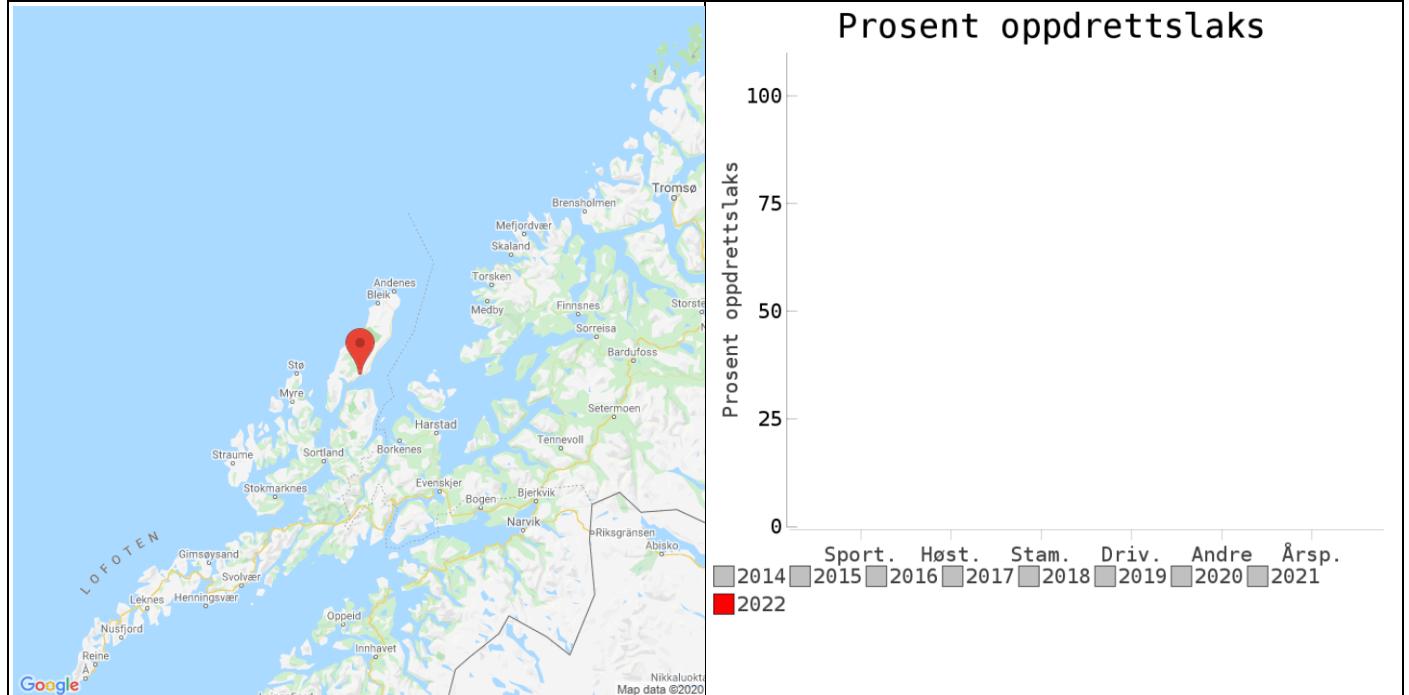 Tromsø
Brensholmen
Mefjordvær
Skaland
Torsken
Andenes
Bleik
Medby
Finnsnes
Storste
Sorreisa
Bardufoss
Stø
Myre
Setermoen
Harstad
Straume
Sortland
Borkenes
Tennevoll
Stokmarknes
Evenskjer
Bogen
Bjerkvik
Narvik
Riksgränsen
Abisko
LOFOTEN
Gimsøysand
Svolvær
Leknes
Henningsvær
Nusfjord
Oppeid
Reine
Å
Innhavet
Nikkaluokta
Google
Map data ©2020
Prosent oppdrettslaks
Prosent oppdrettslaks
100
75
50
25
0
Sport. Høst. Stam. Driv. Andre Årsp.
2014 2015 2016 2017 2018 2019 2020 2021
2022